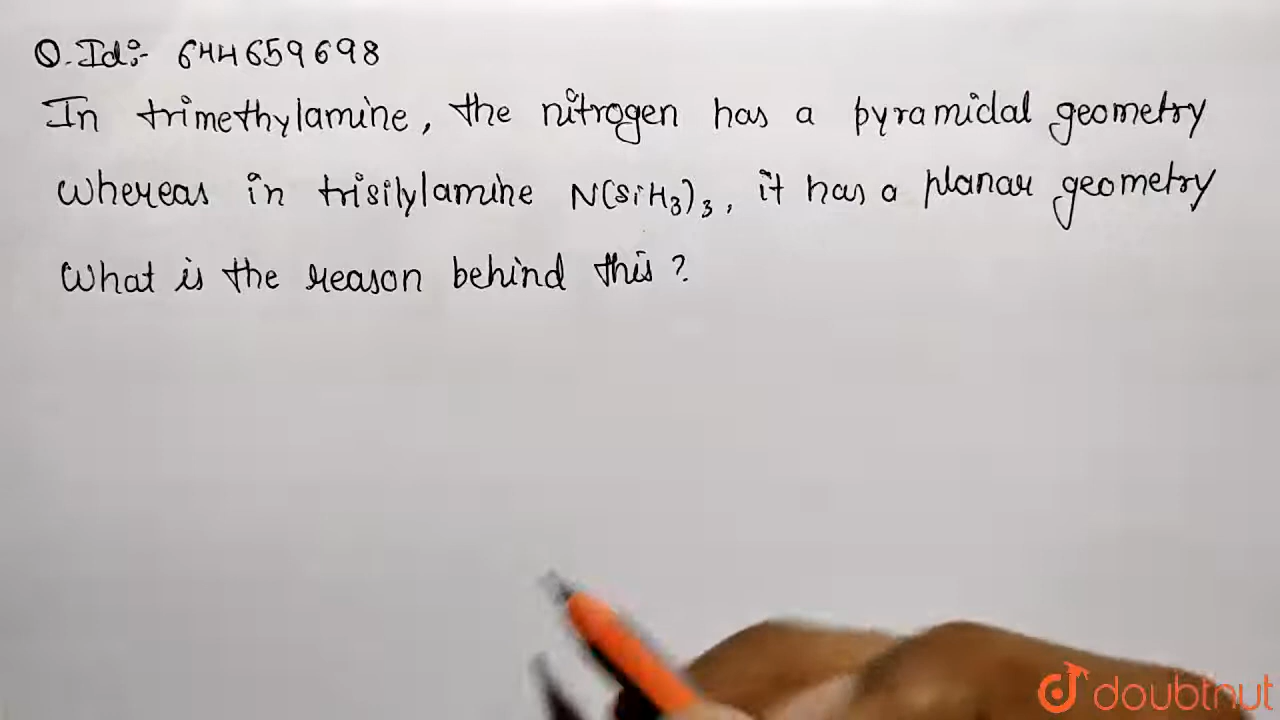 Q.Id:- 644659698
In trimethylamine, the nitrogen has a pyramidal geometry
whereas in trisilylamine N(SiH3)3, it has a planar geometry
What is the reason behind this?
doubtnut